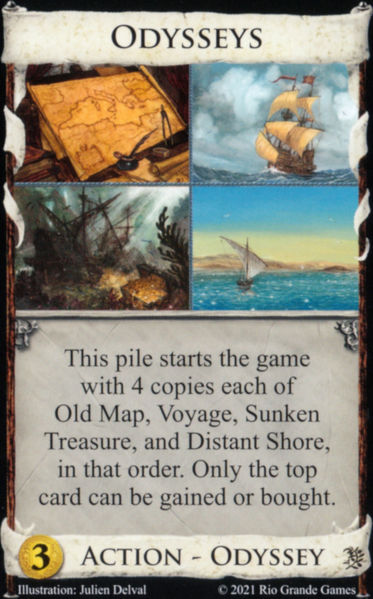 Odysseys
This pile starts the game
with 4 copies each of
Old Map, Voyage, Sunken
Treasure, and Distant Shore,
in that order. Only the top
card can be gained or bought.
3 Action - Odyssey
Illustration: Julien Delval © 2021 Rio Grande Games